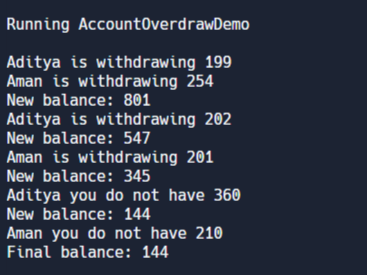 Running AccountOverdrawDemo
Aditya is withdrawing 199
Aman is withdrawing 254
New balance: 801
Aditya is withdrawing 202
New balance: 547
Aman is withdrawing 201
New balance: 345
Aditya you do not have 360
New balance: 144
Aman you do not have 210
Final balance: 144